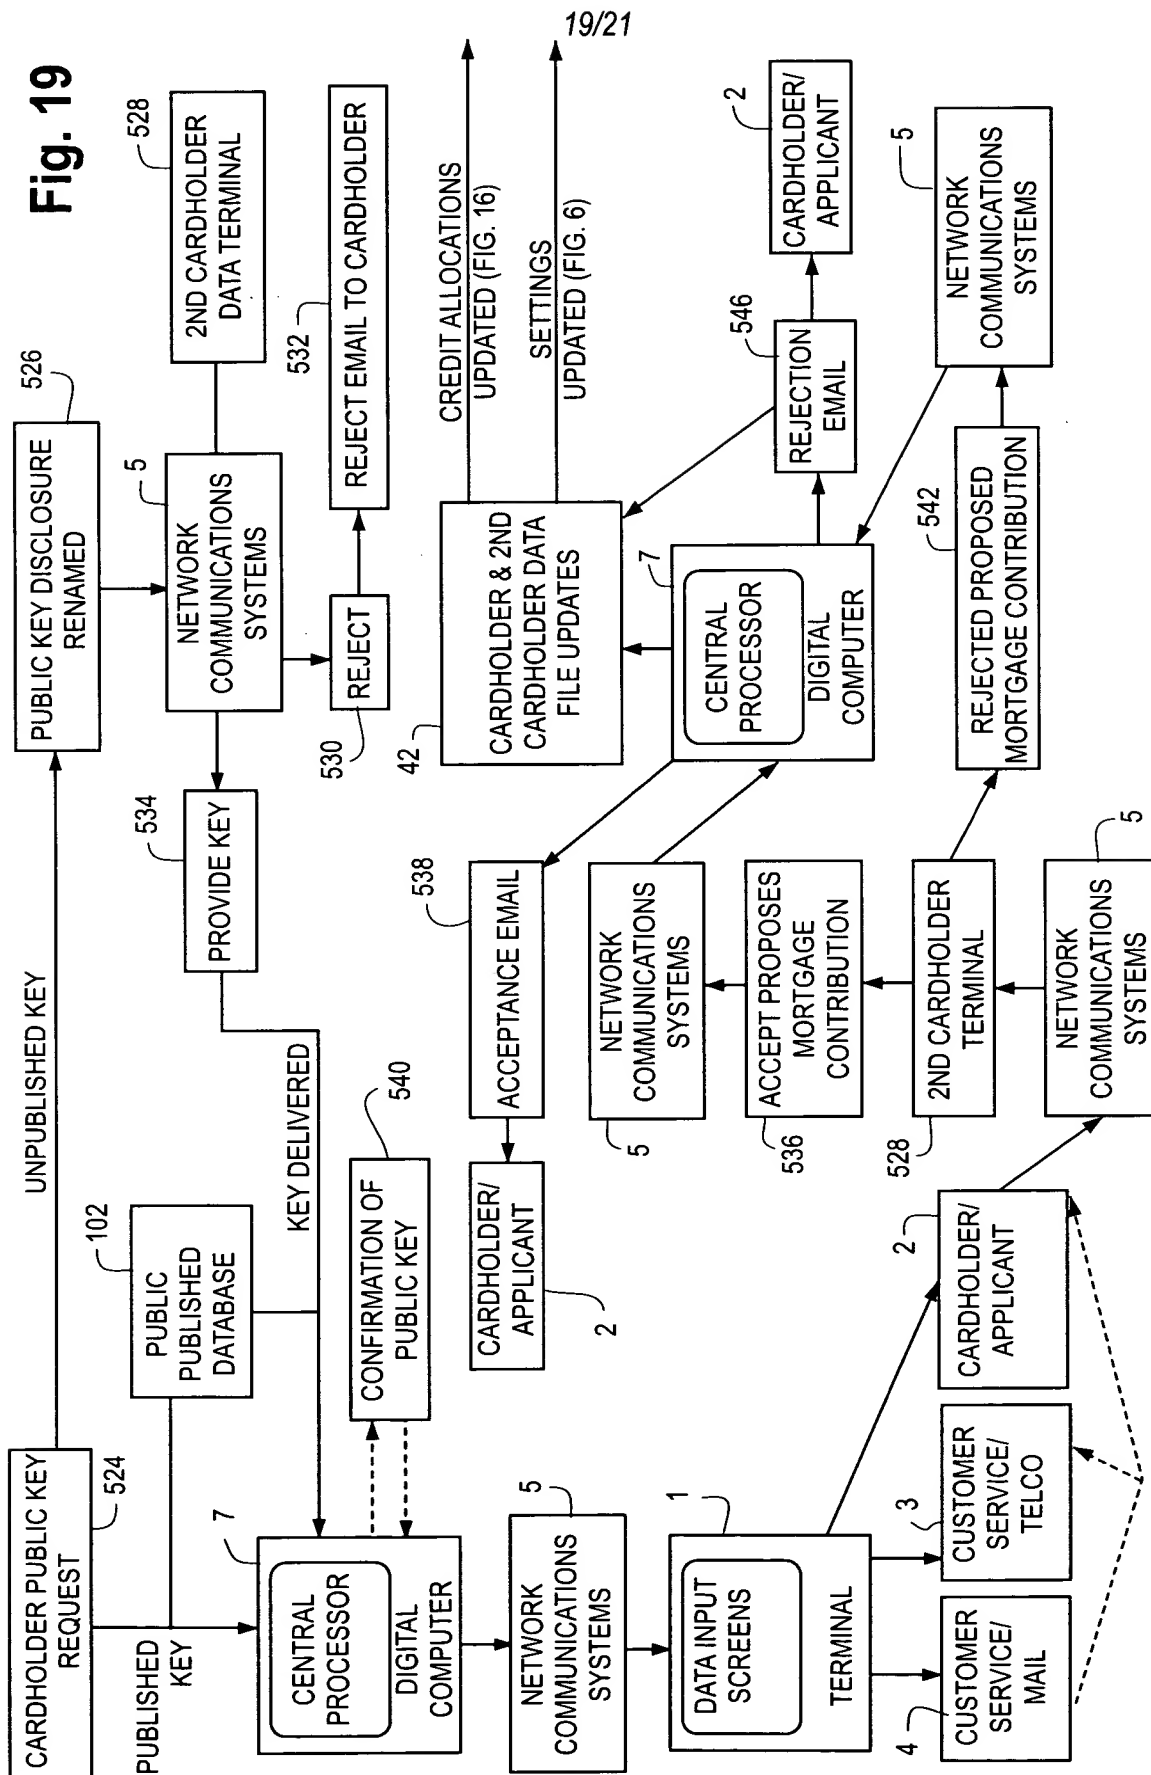 19/21
Fig. 19
CARDHOLDER PUBLIC KEY
REQUEST
524
UNPUBLISHED KEY
PUBLIC KEY DISCLOSURE
RENAMED
526
PUBLISHED
KEY
PUBLIC
PUBLISHED
DATABASE
102
5
NETWORK
COMMUNICATIONS
SYSTEMS
2ND CARDHOLDER
DATA TERMINAL
528
PROVIDE KEY
534
KEY DELIVERED
REJECT
530
REJECT EMAIL TO CARDHOLDER
532
7
CENTRAL
PROCESSOR
DIGITAL
COMPUTER
CONFIRMATION OF
PUBLIC KEY
540
5
NETWORK
COMMUNICATIONS
SYSTEMS
CARDHOLDER/
APPLICANT
2
ACCEPTANCE EMAIL
538
42
CARDHOLDER & 2ND
CARDHOLDER DATA
FILE UPDATES
CREDIT ALLOCATIONS
UPDATED (FIG. 16)
SETTINGS
UPDATED (FIG. 6)
1
DATA INPUT
SCREENS
TERMINAL
5
NETWORK
COMMUNICATIONS
SYSTEMS
7
CENTRAL
PROCESSOR
DIGITAL
COMPUTER
REJECTION
EMAIL
546
CARDHOLDER/
APPLICANT
2
536
ACCEPT PROPOSES
MORTGAGE
CONTRIBUTION
528
2ND CARDHOLDER
TERMINAL
542
REJECTED PROPOSED
MORTGAGE CONTRIBUTION
5
NETWORK
COMMUNICATIONS
SYSTEMS
4
CUSTOMER
SERVICE/
MAIL
3
CUSTOMER
SERVICE/
TELCO
2
CARDHOLDER/
APPLICANT
5
NETWORK
COMMUNICATIONS
SYSTEMS